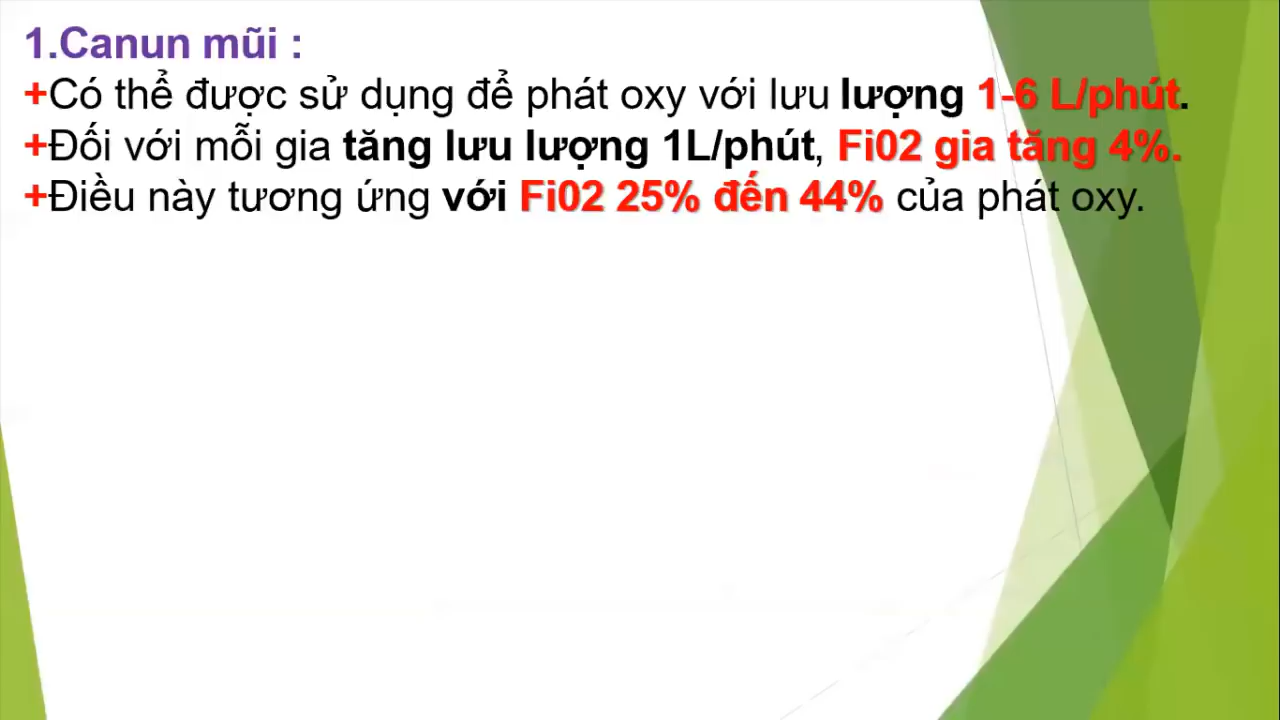 1.Canun mũi :
+Có thể được sử dụng để phát oxy với lưu lượng 1-6 L/phút.
+Đối với mỗi gia tăng lưu lượng 1L/phút, Fi02 gia tăng 4%.
+Điều này tương ứng với Fi02 25% đến 44% của phát oxy.